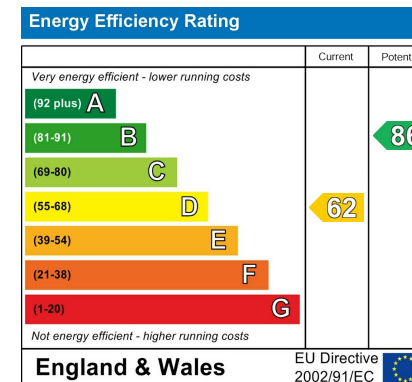 Energy Efficiency Rating
Current Potent
Very energy efficient - lower running costs
(92 plus) A
(81-91) B
86
(69-80) C
(55-68) D
62
(39-54) E
(21-38) F
(1-20) G
Not energy efficient - higher running costs
England & Wales
EU Directive
2002/91/EC